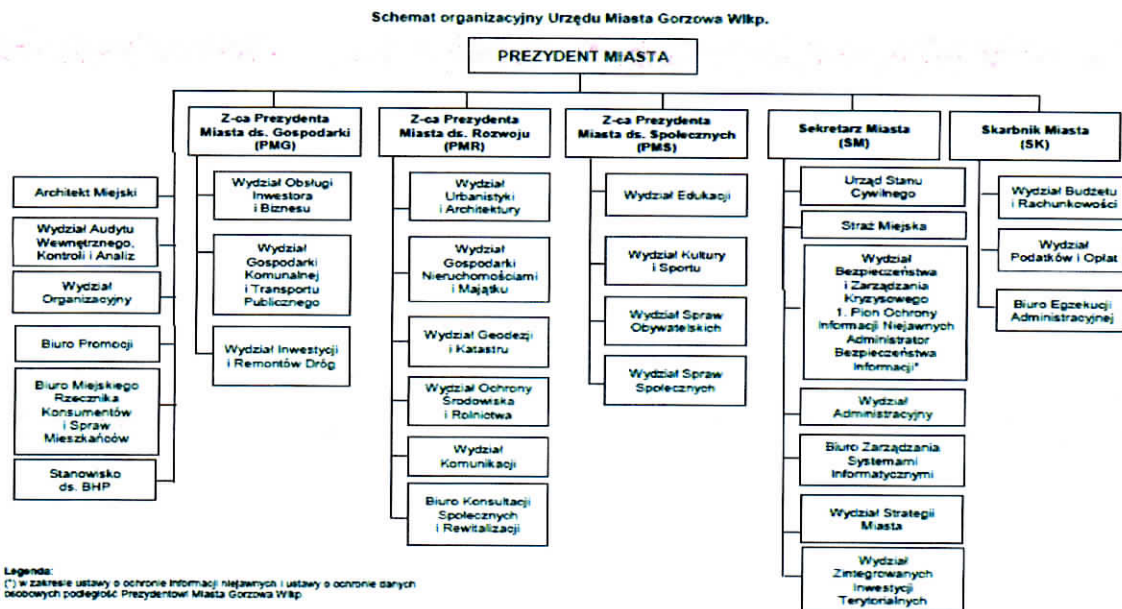 Schemat organizacyjny Urzędu Miasta Gorzowa Wlkp.
PREZYDENT MIASTA
Architekt Miejski
Wydział Audytu
Wewnętrznego,
Kontroli i Analiz
Wydział
Organizacyjny
Biuro Promocji
Biuro Miejskiego
Rzecznika
Konsumentów
i Spraw
Mieszkańców
Stanowisko
ds. BHP
Z-ca Prezydenta
Miasta ds. Gospodarki
(PMG)
Wydział Obsługi
Inwestora
i Biznesu
Wydział
Gospodarki
Komunalnej
i Transportu
Publicznego
Wydział Inwestycji
i Remontów Dróg
Z-ca Prezydenta
Miasta ds. Rozwoju
(PMR)
Wydział
Urbanistyki
i Architektury
Wydział
Gospodarki
Nieruchomościami
i Majątku
Wydział Geodezji
i Katastru
Wydział Ochrony
Środowiska
i Rolnictwa
Wydział
Komunikacji
Biuro Konsultacji
Społecznych
i Rewitalizacji
Z-ca Prezydenta
Miasta ds. Społecznych
(PMS)
Wydział Edukacji
Wydział Kultury
i Sportu
Wydział Spraw
Obywatelskich
Wydział Spraw
Społecznych
Sekretarz Miasta
(SM)
Urząd Stanu
Cywilnego
Straż Miejska
Wydział
Bezpieczeństwa
i Zarządzania
Kryzysowego
1. Pion Ochrony
Informacji Niejawnych
Administrator
Bezpieczeństwa
Informacji*
Wydział
Administracyjny
Biuro Zarządzania
Systemami
Informatycznymi
Wydział Strategii
Miasta
Wydział
Zintegrowanych
Inwestycji
Terytorialnych
Skarbnik Miasta
(SK)
Wydział Budżetu
i Rachunkowości
Wydział
Podatków i Opłat
Biuro Egzekucji
Administracyjnej
Legenda:
(*) w zakresie ustawy o ochronie informacji niejawnych i ustawy o ochronie danych
osobowych podległość Prezydentowi Miasta Gorzowa Wlkp